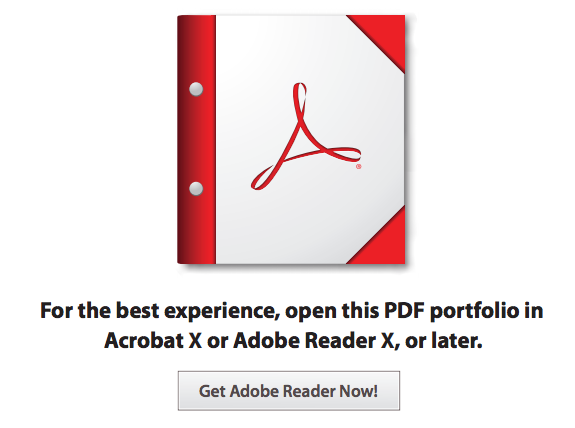 ®
For the best experience, open this PDF portfolio in
Acrobat X or Adobe Reader X, or later.
Get Adobe Reader Now!